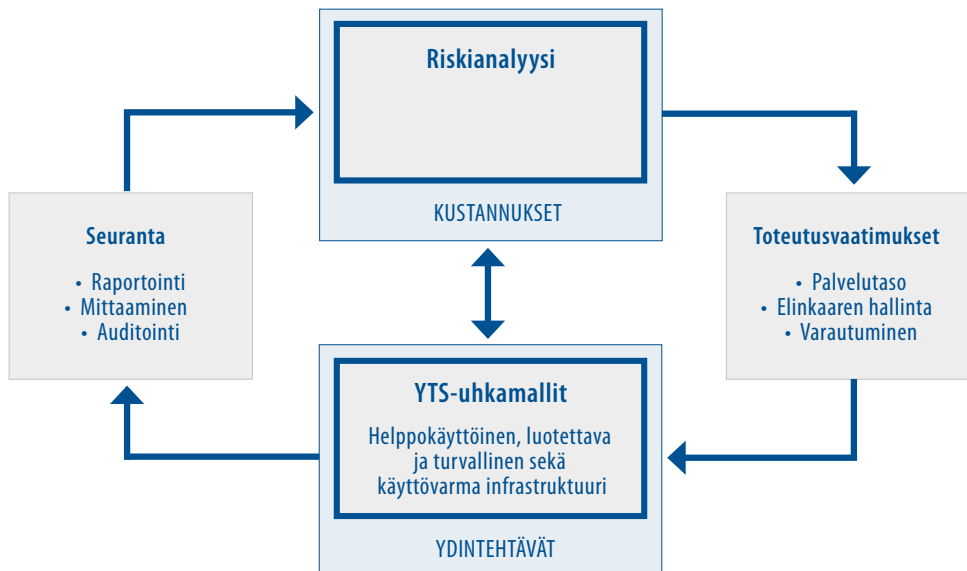 Riskianalyysi
KUSTANNUKSET
Seuranta
• Raportointi
• Mittaaminen
• Auditointi
Toteutusvaatimukset
• Palvelutaso
• Elinkaaren hallinta
• Varautuminen
YTS-uhkamallit
Helppokäyttöinen, luotettava
ja turvallinen sekä
käyttövarma infrastruktuuri
YDINTEHTÄVÄT